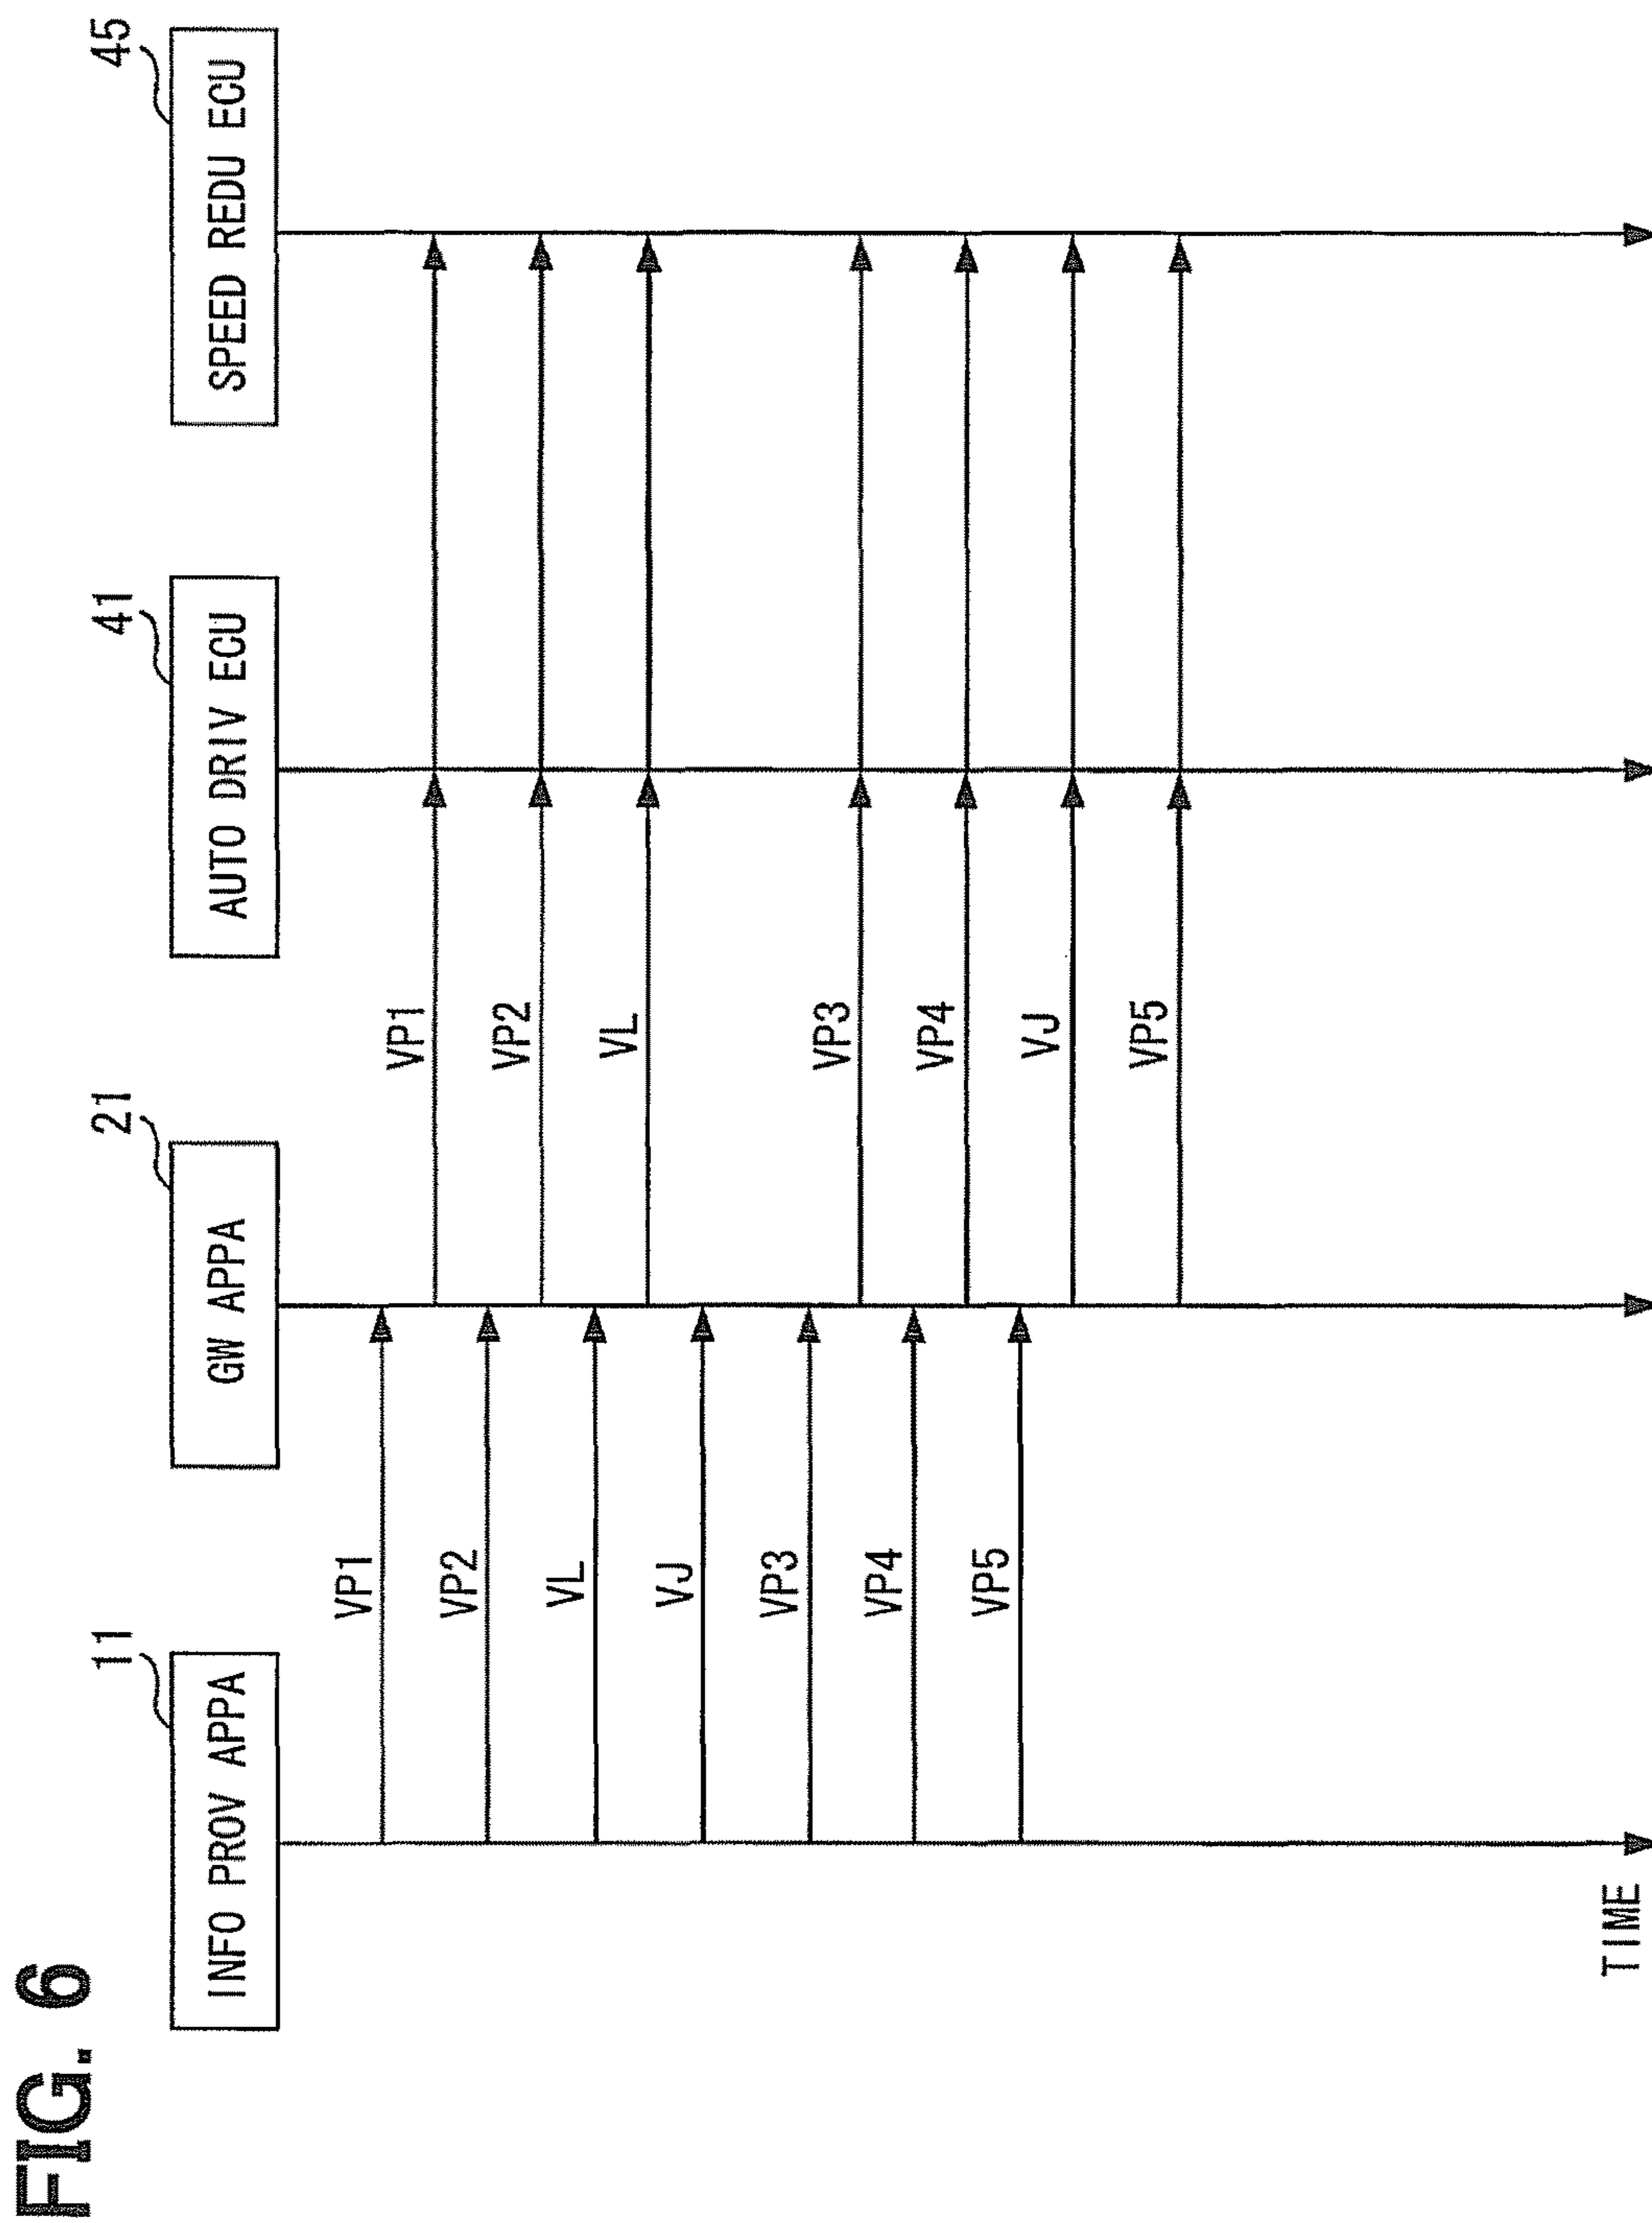 FIG. 6
11
21
41
45
INFO PROV APPA
GW APPA
AUTO DRIV ECU
SPEED REDU ECU
VP1
VP1
VP2
VP2
VL
VL
VJ
VP3
VP3
VP4
VP4
VP5
VJ
VP5
TIME